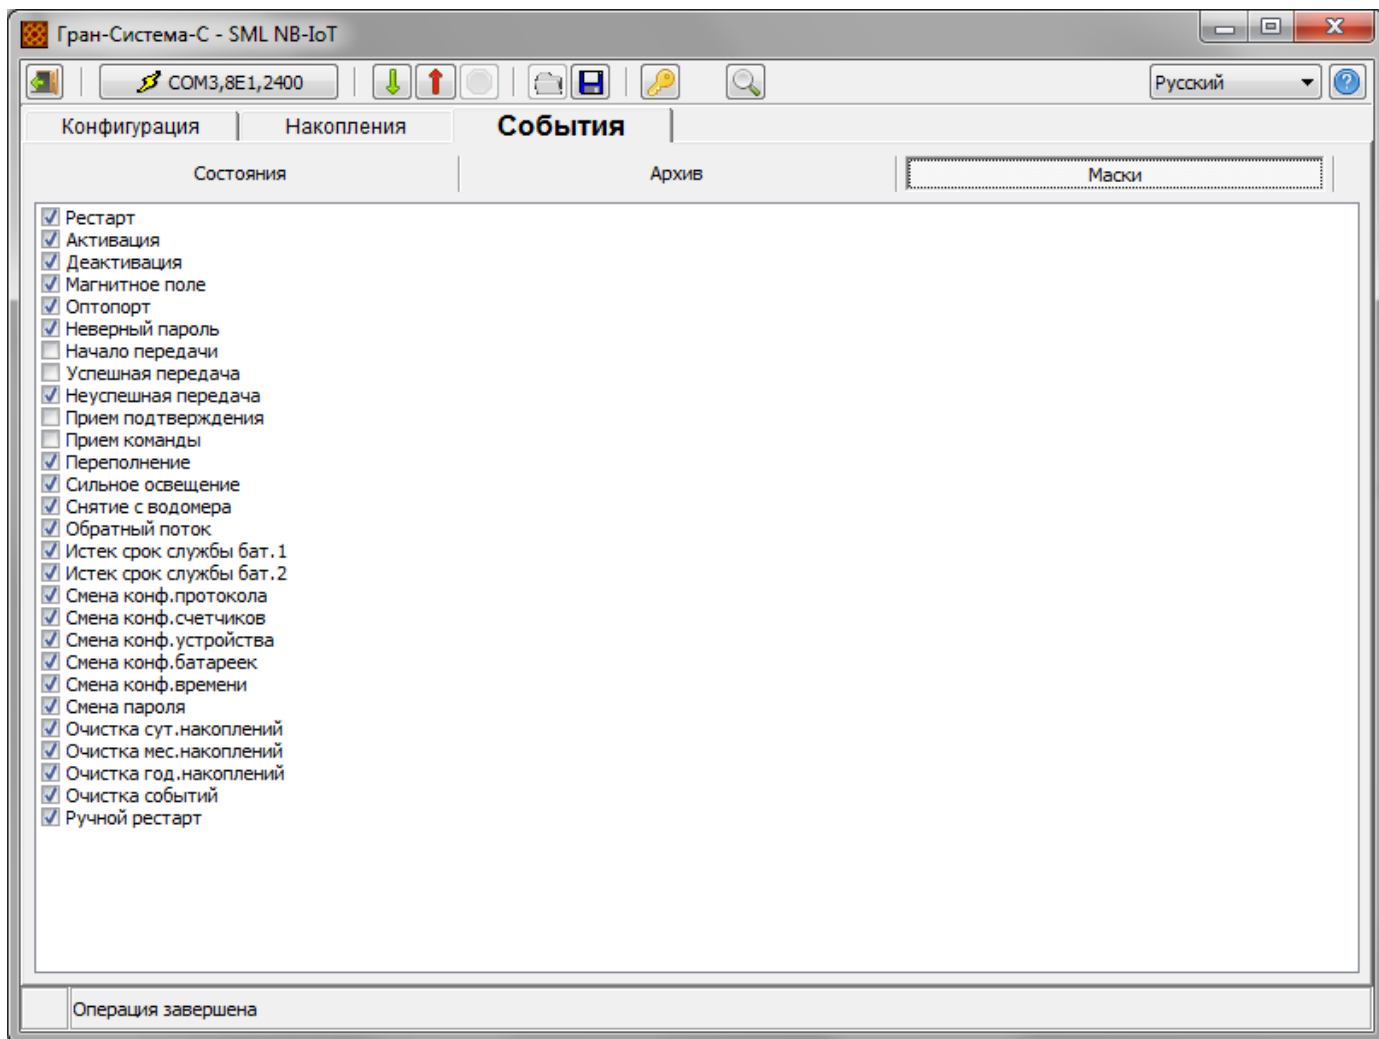 Гран-Система-С - SML NB-IoT
COM3,8E1,2400 Русский
Конфигурация Накопления События
Состояния Архив Маски
Рестарт
Активация
Деактивация
Магнитное поле
Оптопорт
Неверный пароль
Начало передачи
Успешная передача
Неуспешная передача
Прием подтверждения
Прием команды
Переполнение
Сильное освещение
Снятие с водомера
Обратный поток
Истек срок службы бат.1
Истек срок службы бат.2
Смена конф.протокола
Смена конф.счетчиков
Смена конф.устройства
Смена конф.батареек
Смена конф.времени
Смена пароля
Очистка сут.накоплений
Очистка мес.накоплений
Очистка год.накоплений
Очистка событий
Ручной рестарт
Операция завершена